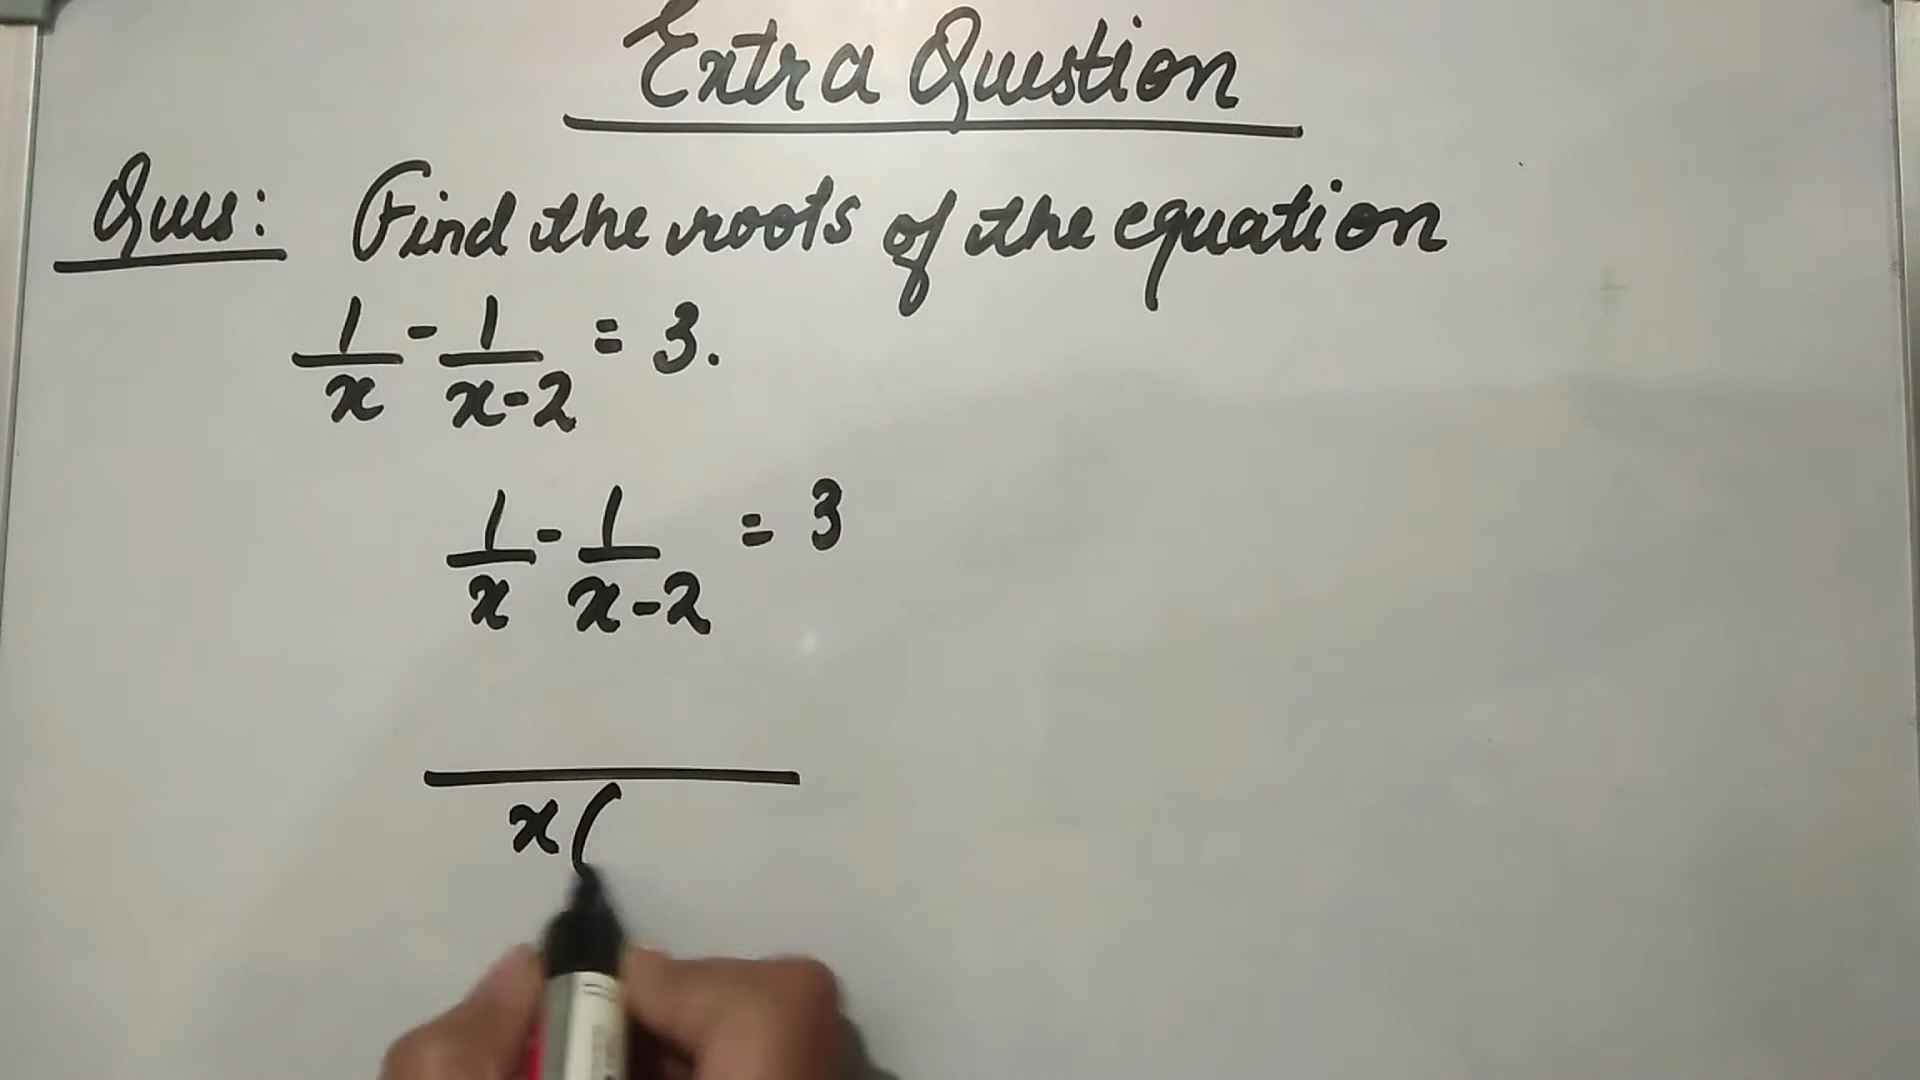 Extra Question
Ques: Find the roots of the equation
1/x - 1/x-2 = 3.
1/x - 1/x-2 = 3
x(